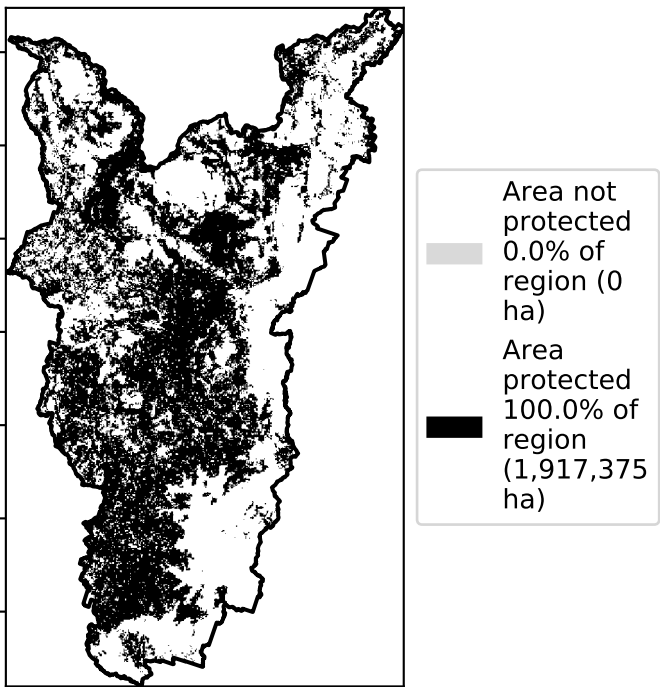 Area not
protected
0.0% of
region (0
ha)
Area
protected
100.0% of
region
(1,917,375
ha)